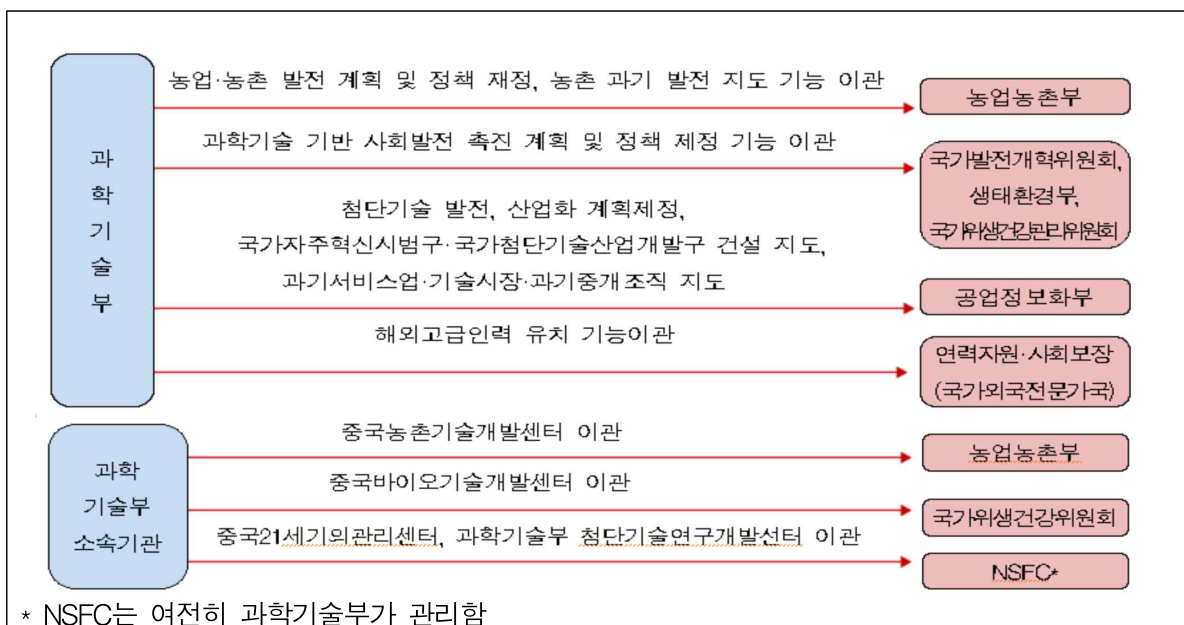 과
학
기
술
부
농업·농촌 발전 계획 및 정책 재정, 농촌 과기 발전 지도 기능 이관
농업농촌부
과학기술 기반 사회발전 촉진 계획 및 정책 제정 기능 이관
국가발전개혁위원회,
생태환경부,
국가위생건강관리위원회
첨단기술 발전, 산업화 계획제정,
국가자주혁신시범구·국가첨단기술산업개발구 건설 지도,
과기서비스업·기술시장·과기중개조직 지도
공업정보화부
해외고급인력 유치 기능이관
연력자원·사회보장
(국가외국전문가국)
과학
기술부
소속기관
중국농촌기술개발센터 이관
농업농촌부
중국바이오기술개발센터 이관
국가위생건강위원회
중국21세기의관리센터, 과학기술부 첨단기술연구개발선터 이관
NSFC*
* NSFC는 여전히 과학기술부가 관리함